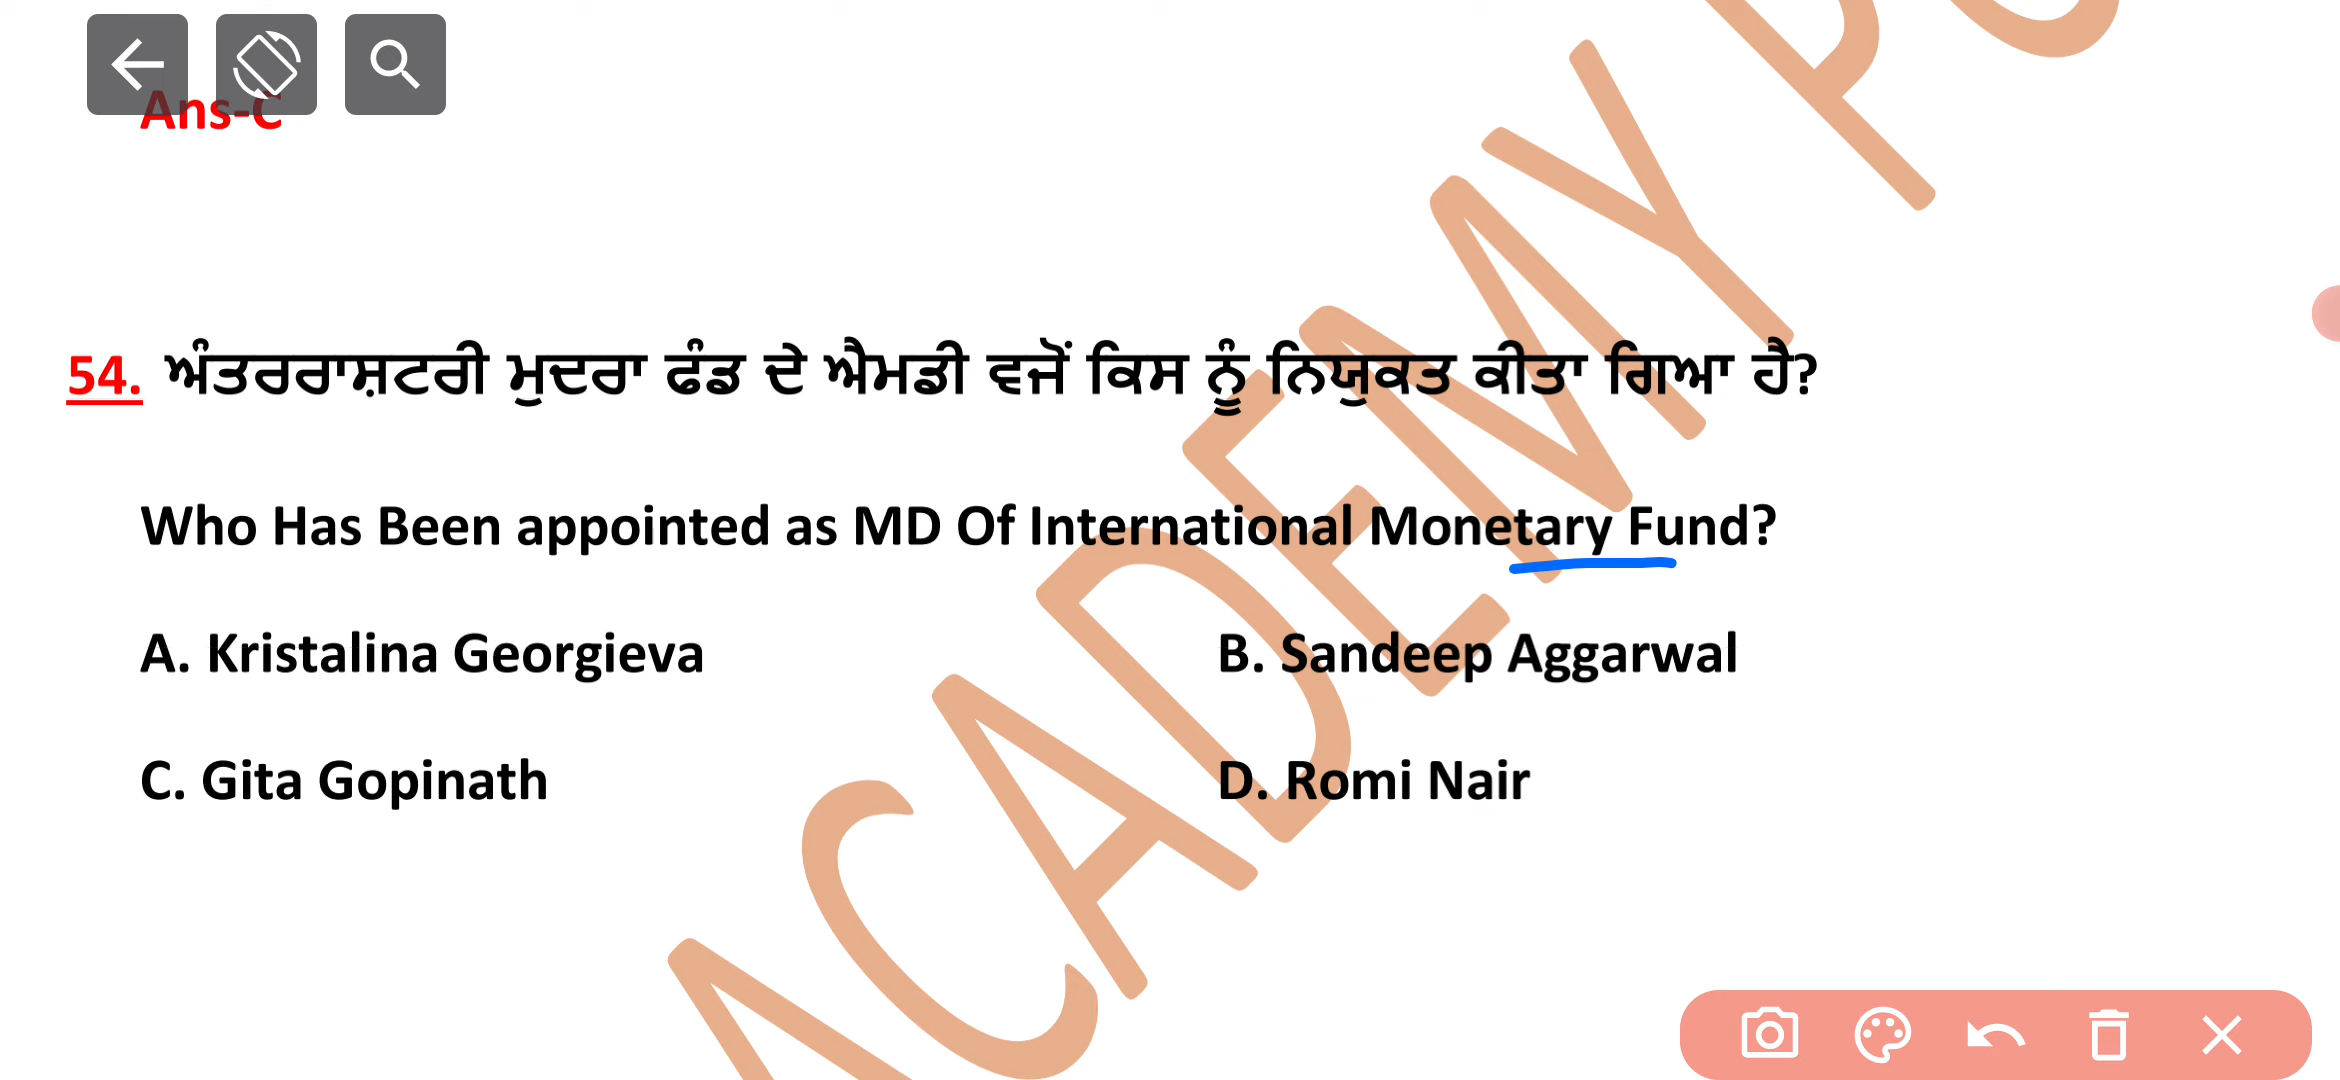 Ans-C
54. ਅੰਤਰਰਾਸ਼ਟਰੀ ਮੁਦਰਾ ਫੰਡ ਦੇ ਐਮਡੀ ਵਜੋਂ ਕਿਸ ਨੂੰ ਨਿਯੁਕਤ ਕੀਤਾ ਗਿਆ ਹੈ?
Who Has Been appointed as MD Of International Monetary Fund?
A. Kristalina Georgieva B. Sandeep Aggarwal
C. Gita Gopinath D. Romi Nair
ACADEMY